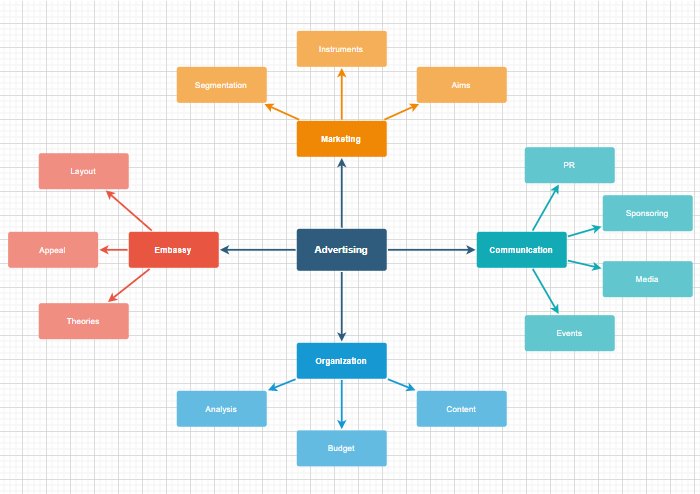 Instruments
Segmentation
Aims
Marketing
PR
Layout
Sponsoring
Appeal
Embassy
Advertising
Communication
Media
Theories
Events
Organization
Analysis
Content
Budget